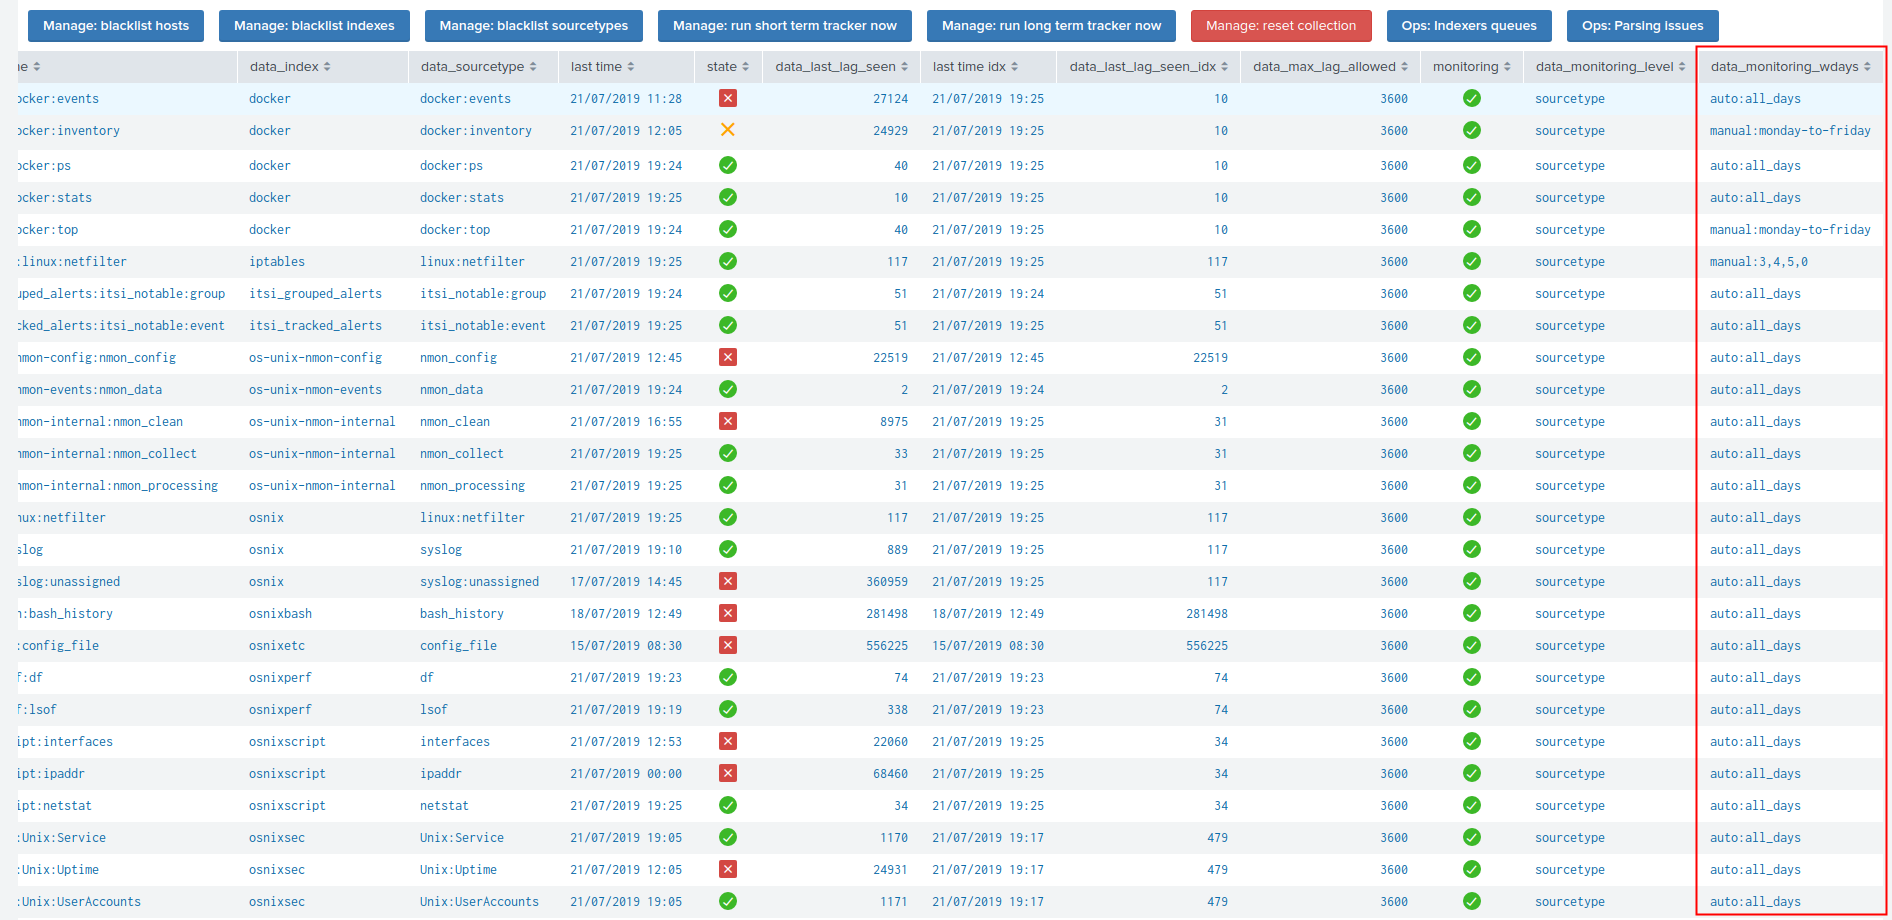 Manage: blacklist hosts Manage: blacklist indexes Manage: blacklist sourcetypes Manage: run short term tracker now Manage: run long term tracker now Manage: reset collection Ops: Indexers queues Ops: Parsing issues
ne data_index data_sourcetype last time state data_last_lag_seen last time idx data_last_lag_seen_idx data_max_lag_allowed monitoring data_monitoring_level data_monitoring_wdays
ocker:events docker docker:events 21/07/2019 11:28 27124 21/07/2019 19:25 10 3600 sourcetype auto:all_days
ocker:inventory docker docker:inventory 21/07/2019 12:05 24929 21/07/2019 19:25 10 3600 sourcetype manual:monday-to-friday
ocker:ps docker docker:ps 21/07/2019 19:24 40 21/07/2019 19:25 10 3600 sourcetype auto:all_days
ocker:stats docker docker:stats 21/07/2019 19:25 10 21/07/2019 19:25 10 3600 sourcetype auto:all_days
ocker:top docker docker:top 21/07/2019 19:24 40 21/07/2019 19:25 10 3600 sourcetype manual:monday-to-friday
:linux:netfilter iptables linux:netfilter 21/07/2019 19:25 117 21/07/2019 19:25 117 3600 sourcetype manual:3,4,5,0
uped_alerts:itsi_notable:group itsi_grouped_alerts itsi_notable:group 21/07/2019 19:24 51 21/07/2019 19:24 51 3600 sourcetype auto:all_days
cked_alerts:itsi_notable:event itsi_tracked_alerts itsi_notable:event 21/07/2019 19:25 51 21/07/2019 19:25 51 3600 sourcetype auto:all_days
nmon-config:nmon_config os-unix-nmon-config nmon_config 21/07/2019 12:45 22519 21/07/2019 12:45 22519 3600 sourcetype auto:all_days
nmon-events:nmon_data os-unix-nmon-events nmon_data 21/07/2019 19:24 2 21/07/2019 19:24 2 3600 sourcetype auto:all_days
nmon-internal:nmon_clean os-unix-nmon-internal nmon_clean 21/07/2019 16:55 8975 21/07/2019 19:25 31 3600 sourcetype auto:all_days
nmon-internal:nmon_collect os-unix-nmon-internal nmon_collect 21/07/2019 19:25 33 21/07/2019 19:25 31 3600 sourcetype auto:all_days
nmon-internal:nmon_processing os-unix-nmon-internal nmon_processing 21/07/2019 19:25 31 21/07/2019 19:25 31 3600 sourcetype auto:all_days
nux:netfilter osnix linux:netfilter 21/07/2019 19:25 117 21/07/2019 19:25 117 3600 sourcetype auto:all_days
slog osnix syslog 21/07/2019 19:10 889 21/07/2019 19:25 117 3600 sourcetype auto:all_days
slog:unassigned osnix syslog:unassigned 17/07/2019 14:45 360959 21/07/2019 19:25 117 3600 sourcetype auto:all_days
h:bash_history osnixbash bash_history 18/07/2019 12:49 281498 18/07/2019 12:49 281498 3600 sourcetype auto:all_days
:config_file osnixetc config_file 15/07/2019 08:30 556225 15/07/2019 08:30 556225 3600 sourcetype auto:all_days
f:df osnixperf df 21/07/2019 19:23 74 21/07/2019 19:23 74 3600 sourcetype auto:all_days
f:lsof osnixperf lsof 21/07/2019 19:19 338 21/07/2019 19:23 74 3600 sourcetype auto:all_days
ipt:interfaces osnixscript interfaces 21/07/2019 12:53 22060 21/07/2019 19:25 34 3600 sourcetype auto:all_days
ipt:ipaddr osnixscript ipaddr 21/07/2019 00:00 68460 21/07/2019 19:25 34 3600 sourcetype auto:all_days
ipt:netstat osnixscript netstat 21/07/2019 19:25 34 21/07/2019 19:25 34 3600 sourcetype auto:all_days
:Unix:Service osnixsec Unix:Service 21/07/2019 19:05 1170 21/07/2019 19:17 479 3600 sourcetype auto:all_days
:Unix:Uptime osnixsec Unix:Uptime 21/07/2019 12:05 24931 21/07/2019 19:17 479 3600 sourcetype auto:all_days
:Unix:UserAccounts osnixsec Unix:UserAccounts 21/07/2019 19:05 1171 21/07/2019 19:17 479 3600 sourcetype auto:all_days